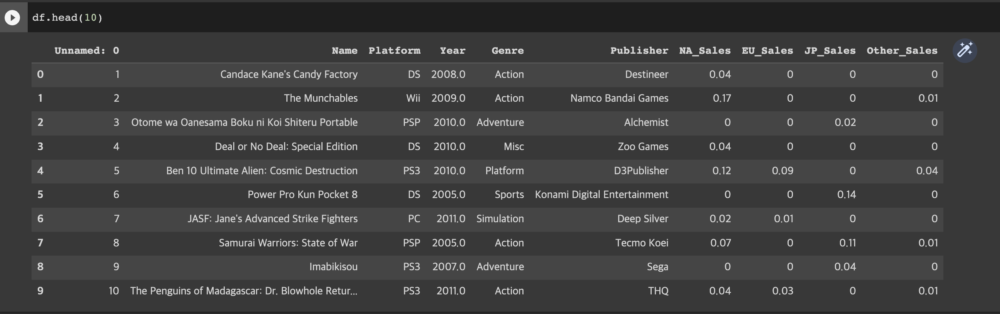 df.head(10)
Unnamed: 0 Name Platform Year Genre Publisher NA_Sales EU_Sales JP_Sales Other_Sales
0 1 Candace Kane's Candy Factory DS 2008.0 Action Destineer 0.04 0 0 0
1 2 The Munchables Wii 2009.0 Action Namco Bandai Games 0.17 0 0 0.01
2 3 Otome wa Oanesama Boku ni Koi Shiteru Portable PSP 2010.0 Adventure Alchemist 0 0 0.02 0
3 4 Deal or No Deal: Special Edition DS 2010.0 Misc Zoo Games 0.04 0 0 0
4 5 Ben 10 Ultimate Alien: Cosmic Destruction PS3 2010.0 Platform D3Publisher 0.12 0.09 0 0.04
5 6 Power Pro Kun Pocket 8 DS 2005.0 Sports Konami Digital Entertainment 0 0 0.14 0
6 7 JASF: Jane's Advanced Strike Fighters PC 2011.0 Simulation Deep Silver 0.02 0.01 0 0
7 8 Samurai Warriors: State of War PSP 2005.0 Action Tecmo Koei 0.07 0 0.11 0.01
8 9 Imabikisou PS3 2007.0 Adventure Sega 0 0 0.04 0
9 10 The Penguins of Madagascar: Dr. Blowhole Retur... PS3 2011.0 Action THQ 0.04 0.03 0 0.01